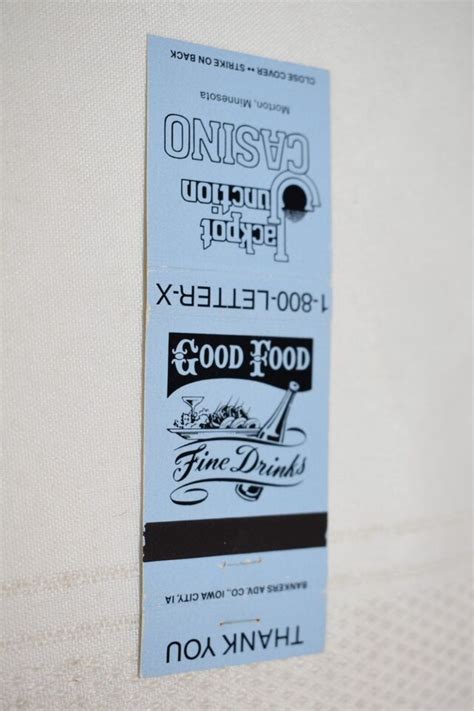 CLOSE COVER •• STRIKE ON BACK
Morton, Minnesota
Jackpot
Junction
CASINO
1-800-LETTER-X
GOOD FOOD
Fine Drinks
BANKERS ADV. CO., IOWA CITY, IA
THANK YOU